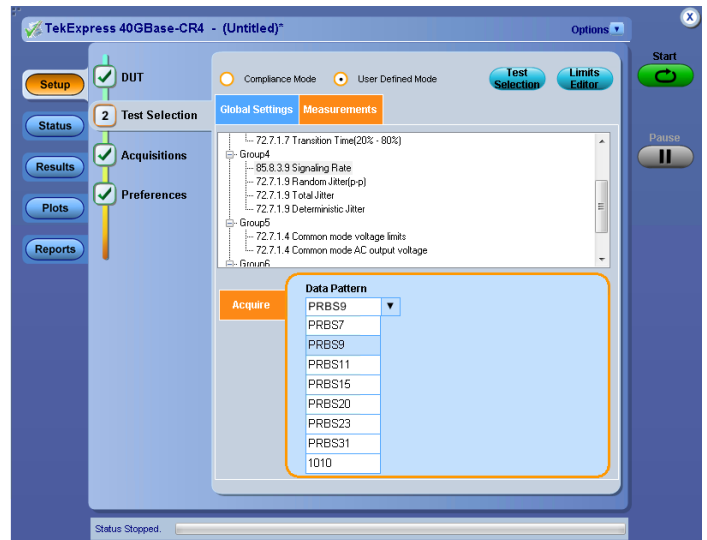 TekExpress 40GBase-CR4 - (Untitled)*
Options
Start
Pause
Setup
Status
Results
Plots
Reports
DUT
2 Test Selection
Acquisitions
Preferences
Compliance Mode
User Defined Mode
Test Selection
Limits Editor
Global Settings
Measurements
72.7.1.7 Transition Time(20% - 80%)
Group4
85.8.3.9 Signaling Rate
72.7.1.9 Random Jitter(p-p)
72.7.1.9 Total Jitter
72.7.1.9 Deterministic Jitter
Group5
72.7.1.4 Common mode voltage limits
72.7.1.4 Common mode AC output voltage
Group6
Acquire
Data Pattern
PRBS9
PRBS7
PRBS9
PRBS11
PRBS15
PRBS20
PRBS23
PRBS31
1010
Status Stopped.